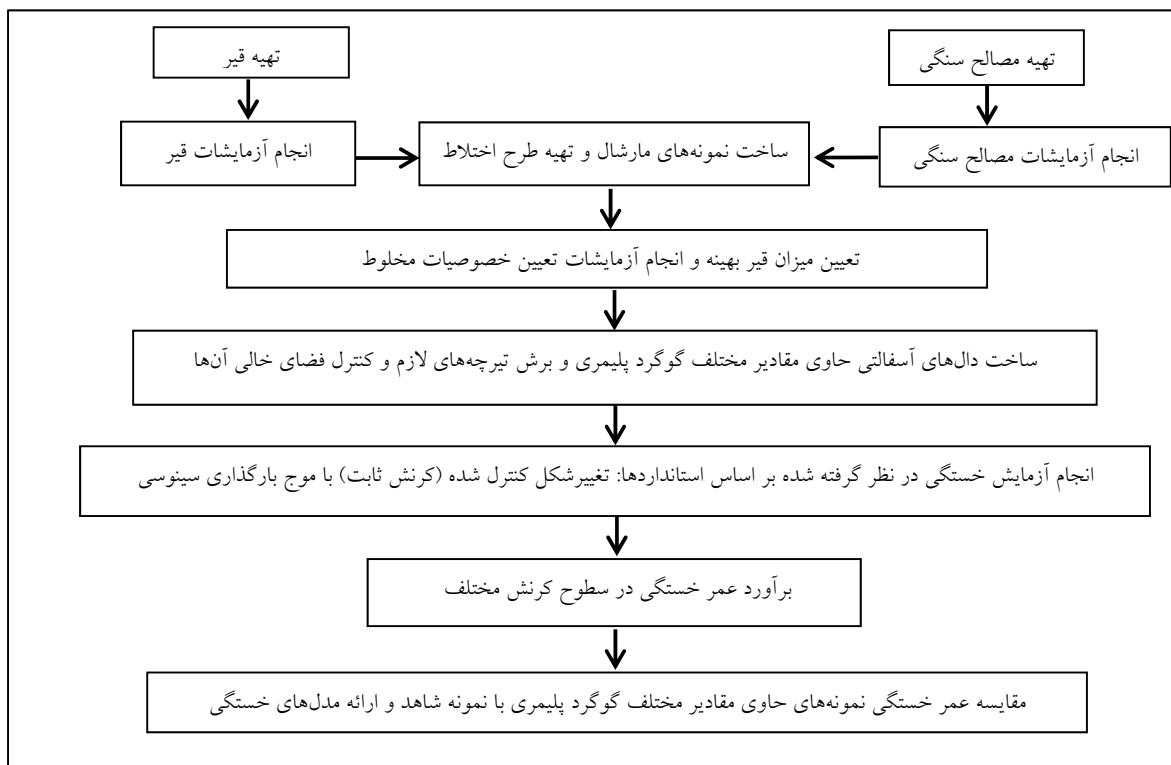 تهیه مصالح سنگی
تهیه قیر
انجام آزمایشات مصالح سنگی
ساخت نمونه‌های مارشال و تهیه طرح اختلاط
انجام آزمایشات قیر
تعیین میزان قیر بهینه و انجام آزمایشات تعیین خصوصیات مخلوط
ساخت دال‌های آسفالتی حاوی مقادیر مختلف گوگرد پلیمری و برش تیرچه‌های لازم و کنترل فضای خالی آن‌ها
انجام آزمایش خستگی در نظر گرفته شده بر اساس استانداردها: تغییرشکل کنترل شده (کرنش ثابت) با موج بارگذاری سینوسی
برآورد عمر خستگی در سطوح کرنش مختلف
مقایسه عمر خستگی نمونه‌های حاوی مقادیر مختلف گوگرد پلیمری با نمونه شاهد و ارائه مدل‌های خستگی